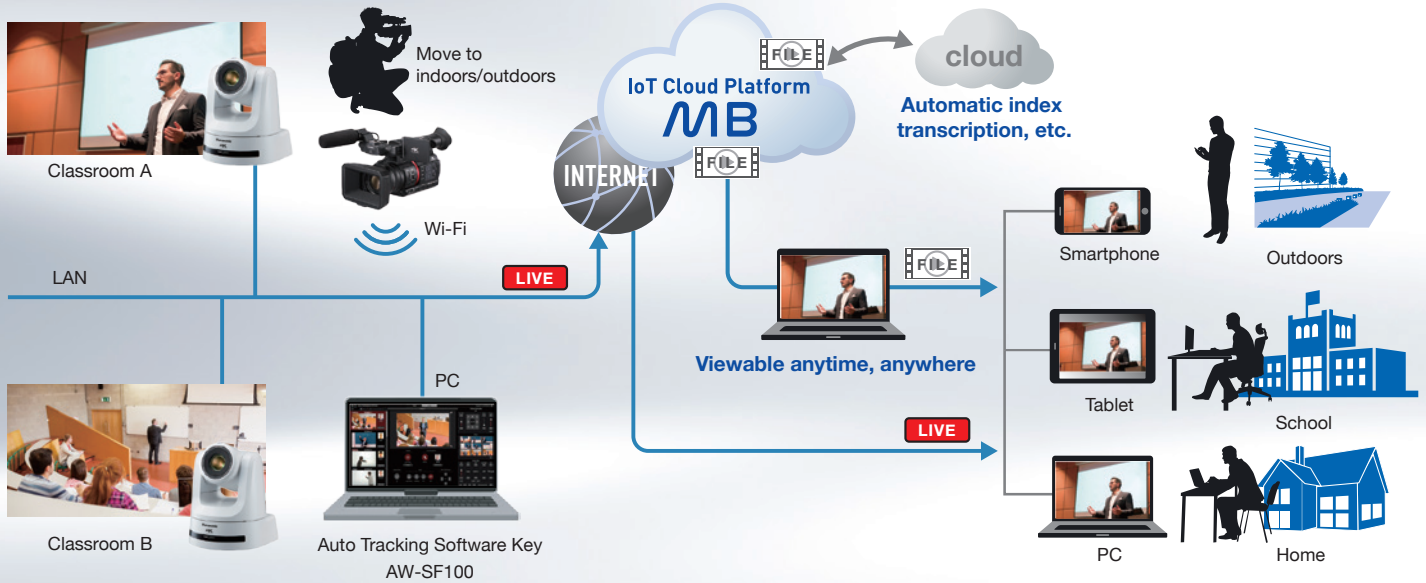 Classroom A
Move to
indoors/outdoors
Wi-Fi
LAN
LIVE
INTERNET
IoT Cloud Platform
MB
FILE
FILE
cloud
Automatic index
transcription, etc.
FILE
Viewable anytime, anywhere
LIVE
Smartphone
Outdoors
Tablet
School
PC
Home
Classroom B
PC
Auto Tracking Software Key
AW-SF100
Panasonic
Panasonic